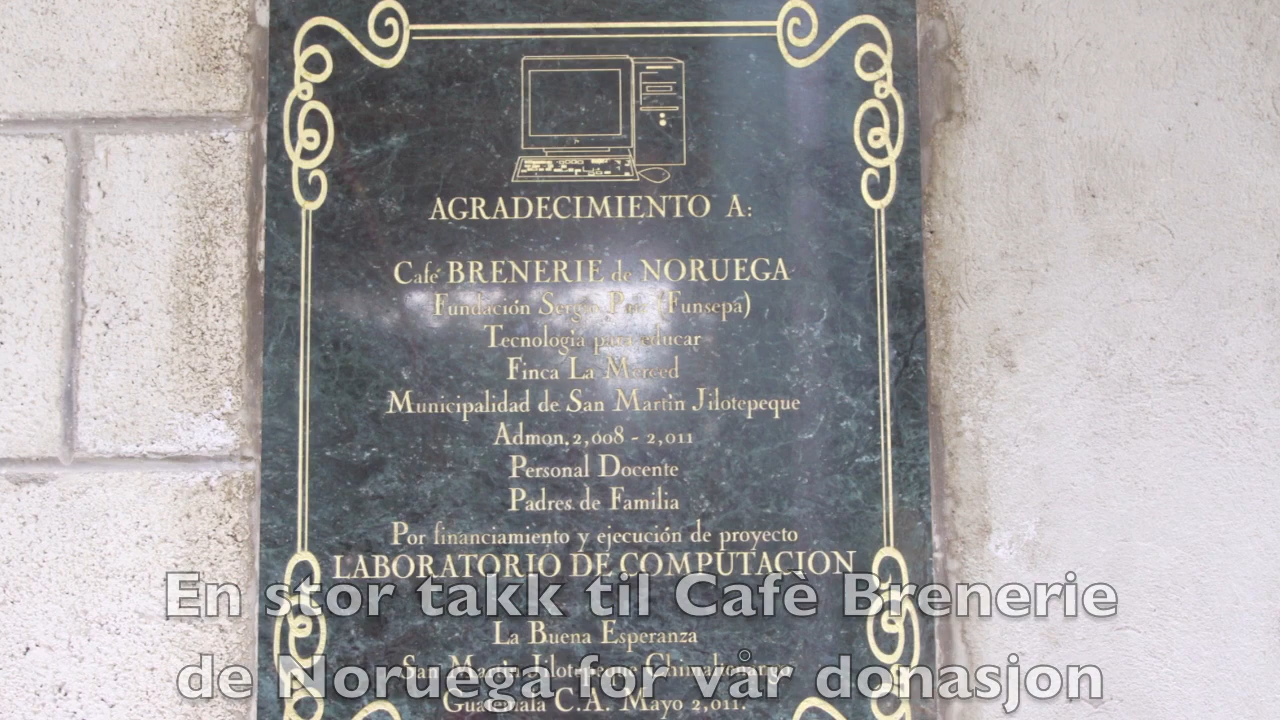 AGRADECIMIENTO A:
Café BRENERIE de NORUEGA
Fundación Sergio Paiz (Funsepa)
Tecnología para educar
Finca La Merced
Municipalidad de San Martin Jilotepeque
Admon. 2,008 - 2,011
Personal Docente
Padres de Familia
Por financiamiento y ejecución de proyecto
LABORATORIO DE COMPUTACION
En stor takk til Cafè Brenerie
La Buena Esperanza
San Martin Jilotepeque Chimaltenango
de Noruega for vår donasjon
Guatemala C.A. Mayo 2,011.